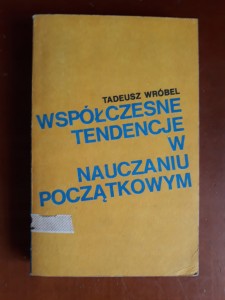 TADEUSZ WRÓBEL
WSPÓŁCZESNE
TENDENCJE
W
NAUCZANIU
POCZĄTKOWYM